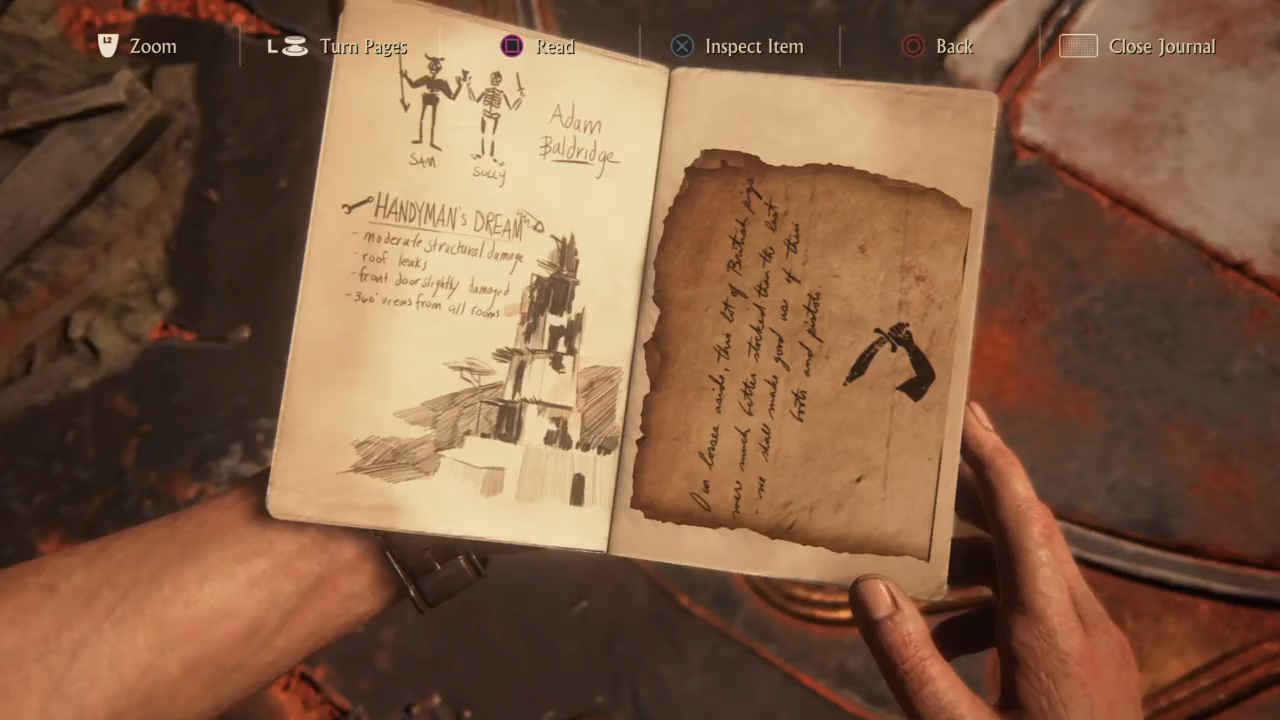 L2 Zoom
L Turn Pages
Read
Inspect Item
Back
Close Journal
SAM
SULLY
Adam
Baldridge
HANDYMAN'S DREAM
- moderate structural damage
- roof leaks
- front door slightly damaged
- 360° views from all rooms
Our losses aside, this lot of British pigs
were much better stocked then the last
- we shall make good use of their
boots and pistols.